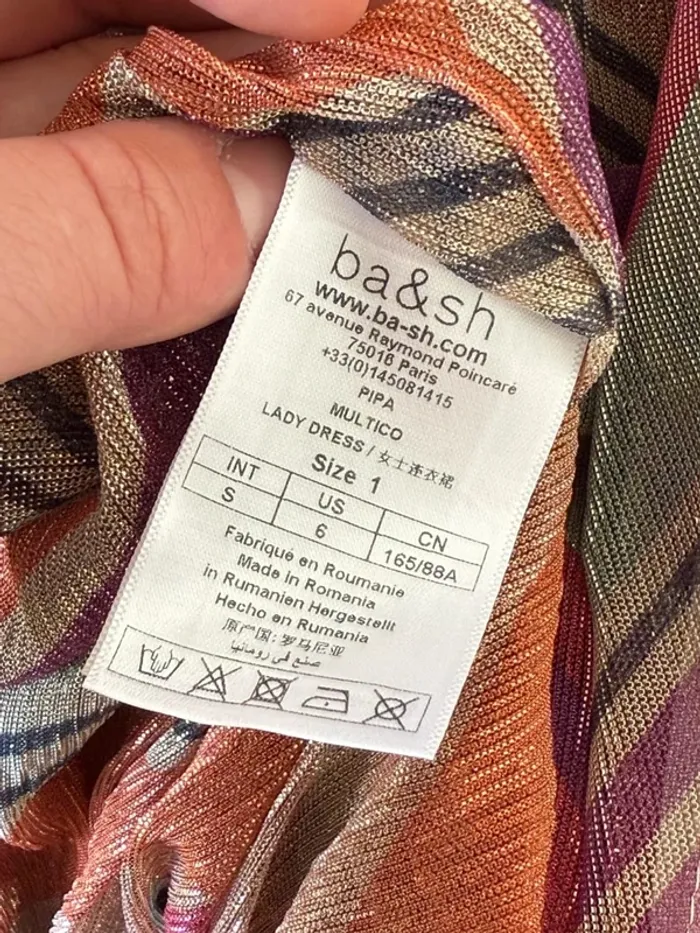 ba&sh
www.ba-sh.com
67 avenue Raymond Poincaré
75016 Paris
+33(0)145081415
PIPA
MULTICO
LADY DRESS / 女士连衣裙
Size 1
INT US CN
S 6 165/88A
Fabriqué en Roumanie
Made in Romania
in Rumanien Hergestellt
Hecho en Rumania
原产国: 罗马尼亚
صنع في رومانيا